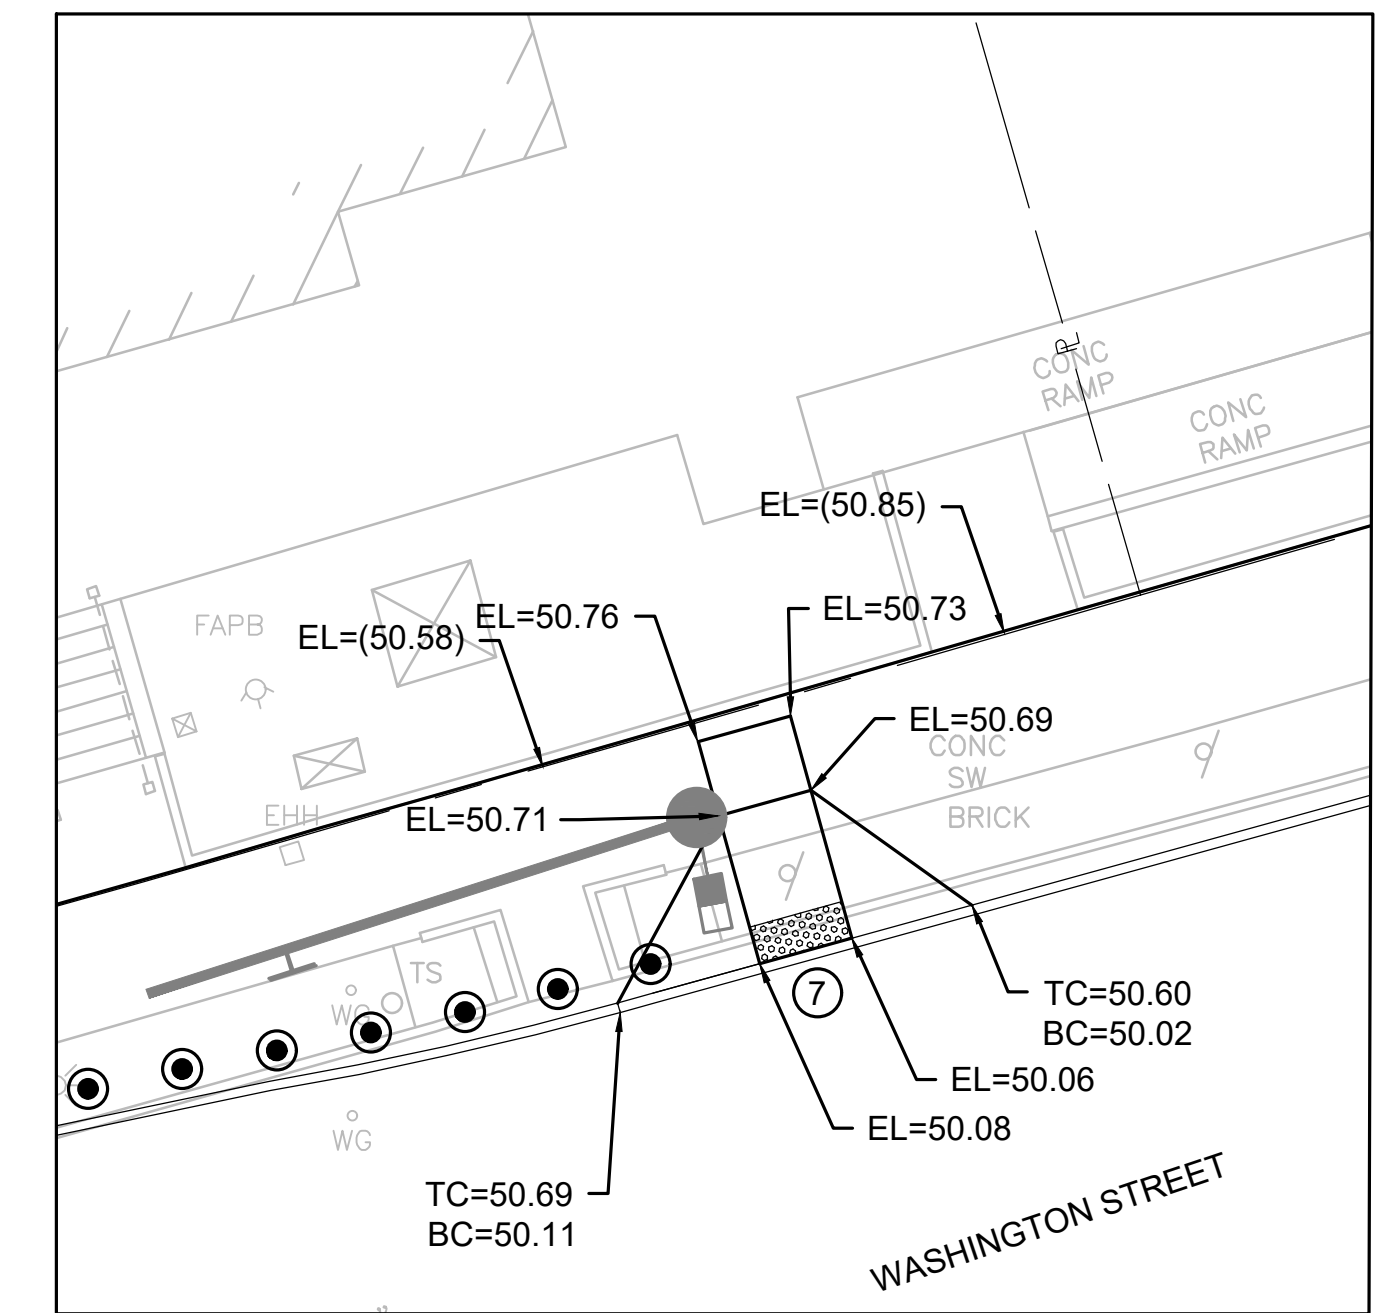 CONC
RAMP
CONC
RAMP
EL=(50.85)
EL=50.76
EL=50.73
FAPB
EL=(50.58)
EL=50.69
CONC
SW
EHH
EL=50.71
BRICK
TS
WG
7
TC=50.60
BC=50.02
EL=50.06
EL=50.08
WG
TC=50.69
BC=50.11
WASHINGTON STREET